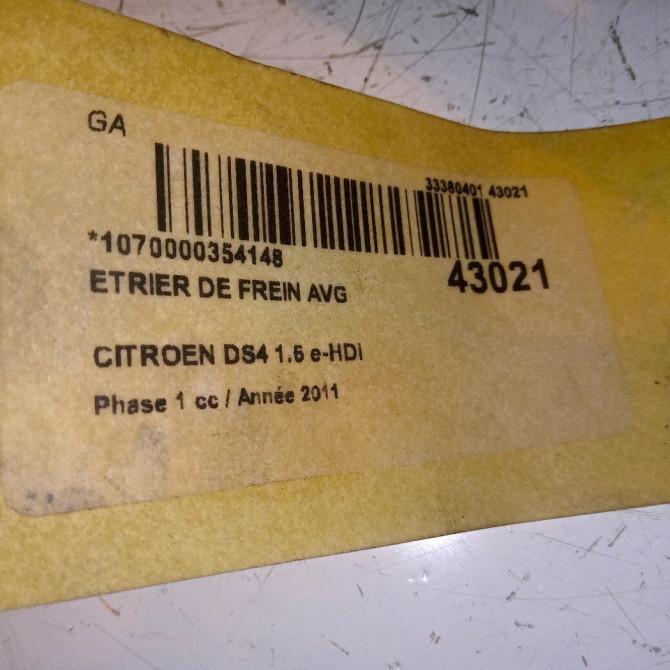 GA
33380401 43021
*1070000354148
43021
ETRIER DE FREIN AVG
CITROEN DS4 1.6 e-HDi
Phase 1 cc / Année 2011